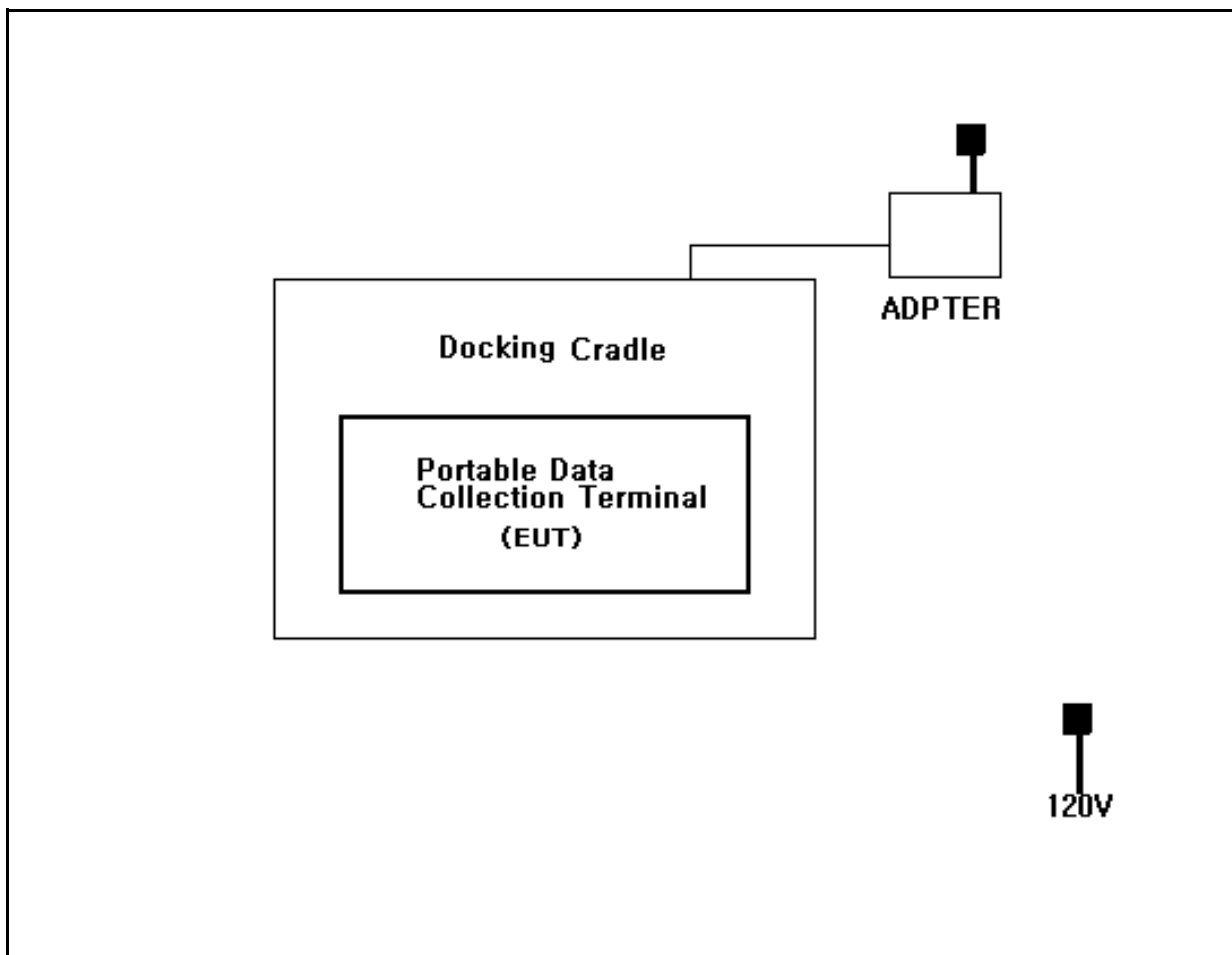 ADPTER
Docking Cradle
Portable Data
Collection Terminal
(EUT)
120V